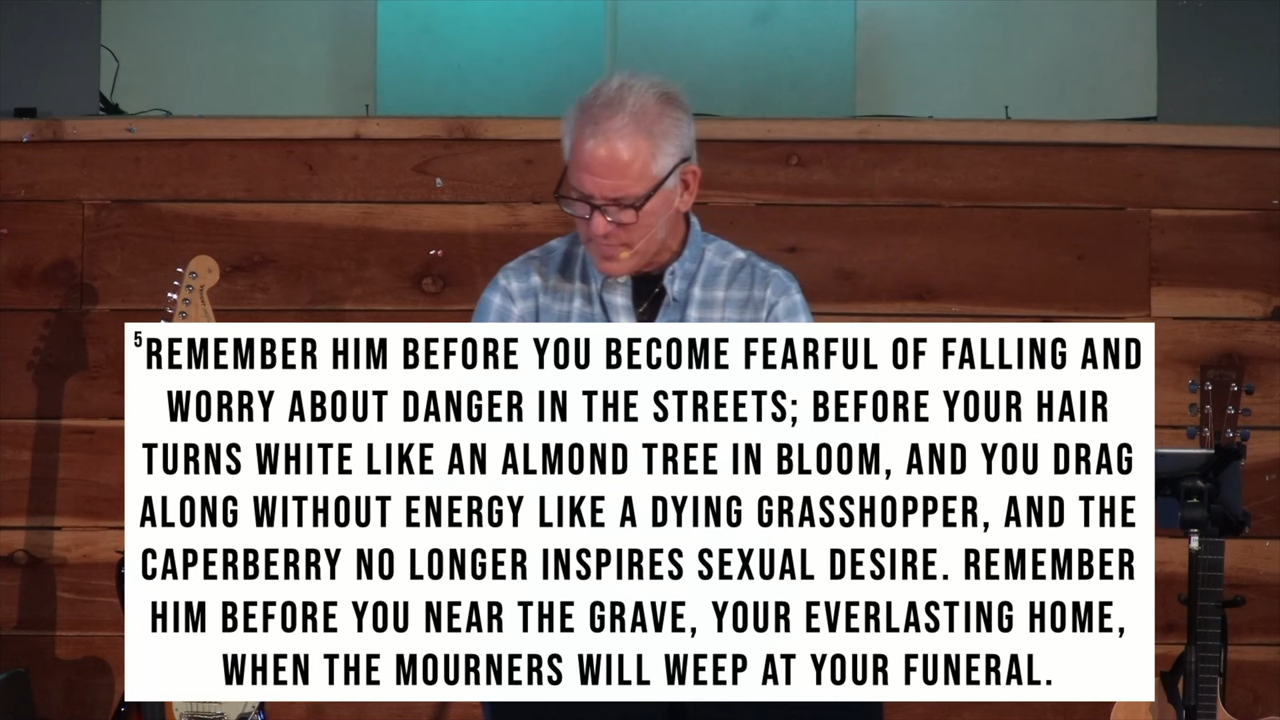 5REMEMBER HIM BEFORE YOU BECOME FEARFUL OF FALLING AND
WORRY ABOUT DANGER IN THE STREETS; BEFORE YOUR HAIR
TURNS WHITE LIKE AN ALMOND TREE IN BLOOM, AND YOU DRAG
ALONG WITHOUT ENERGY LIKE A DYING GRASSHOPPER, AND THE
CAPERBERRY NO LONGER INSPIRES SEXUAL DESIRE. REMEMBER
HIM BEFORE YOU NEAR THE GRAVE, YOUR EVERLASTING HOME,
WHEN THE MOURNERS WILL WEEP AT YOUR FUNERAL.